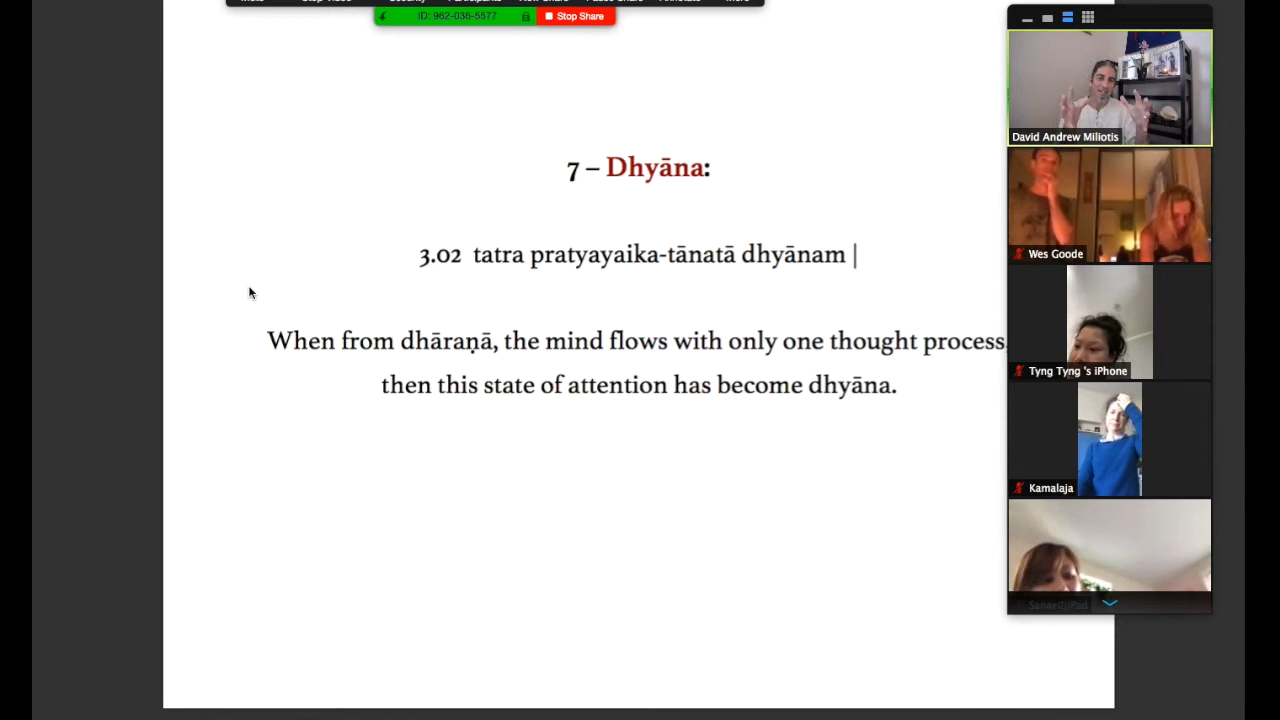 ID: 962-036-5577
Stop Share
7 – Dhyāna:
3.02 tatra pratyayaika-tānatā dhyānam |
When from dhāraṇā, the mind flows with only one thought process,
then this state of attention has become dhyāna.
David Andrew Miliotis
Wes Goode
Tyng Tyng 's iPhone
Kamalaja